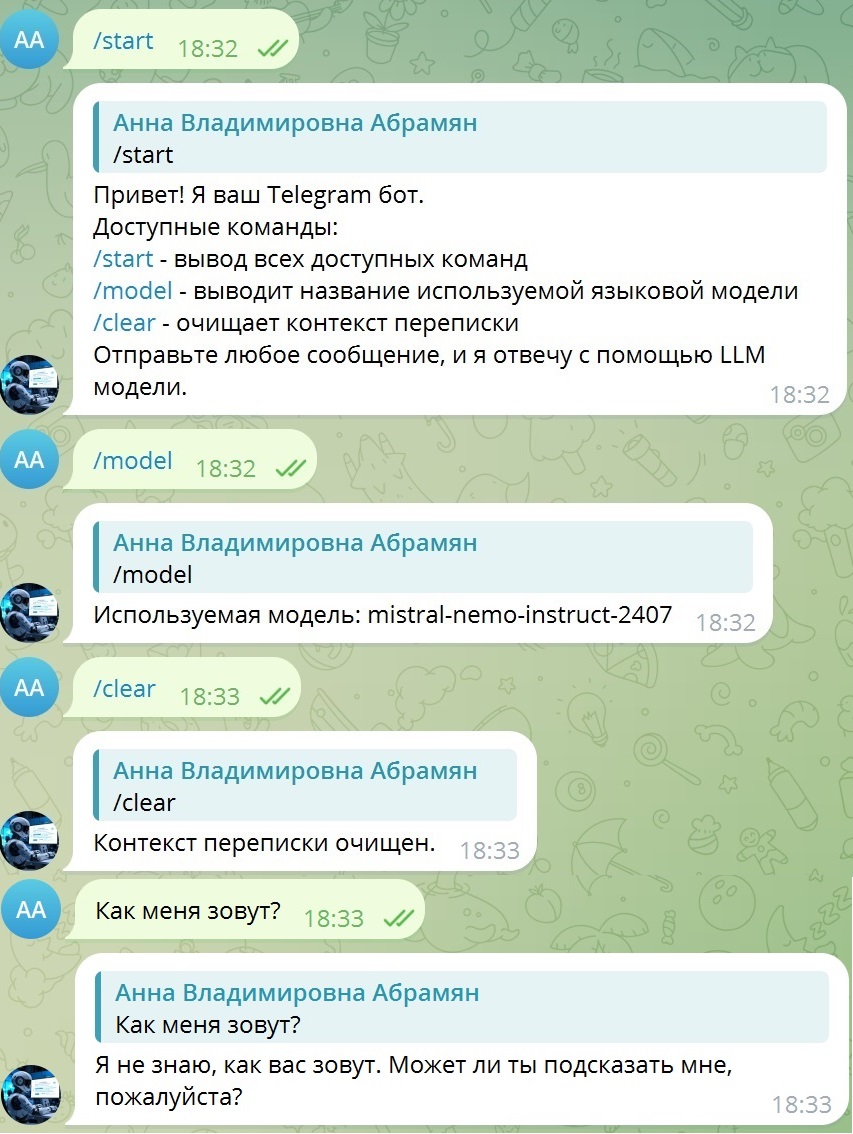 AA
/start 18:32
Анна Владимировна Абрамян
/start
Привет! Я ваш Telegram бот.
Доступные команды:
/start - вывод всех доступных команд
/model - выводит название используемой языковой модели
/clear - очищает контекст переписки
Отправьте любое сообщение, и я отвечу с помощью LLM
модели.
18:32
AA
/model 18:32
Анна Владимировна Абрамян
/model
Используемая модель: mistral-nemo-instruct-2407 18:32
AA
/clear 18:33
Анна Владимировна Абрамян
/clear
Контекст переписки очищен. 18:33
AA
Как меня зовут? 18:33
Анна Владимировна Абрамян
Как меня зовут?
Я не знаю, как вас зовут. Может ли ты подсказать мне,
пожалуйста?
18:33